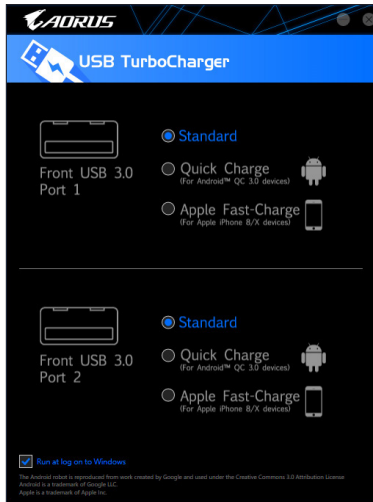 AORUS
USB TurboCharger
Standard
Front USB 3.0
Port 1
Quick Charge
(For Android™ QC 3.0 devices)
Apple Fast-Charge
(For Apple iPhone 8/X devices)
Standard
Front USB 3.0
Port 2
Quick Charge
(For Android™ QC 3.0 devices)
Apple Fast-Charge
(For Apple iPhone 8/X devices)
Run at log on to Windows
The Android robot is reproduced from work created by Google and used under the Creative Commons 3.0 Attribution License
Android is a trademark of Google LLC.
Apple is a trademark of Apple inc.